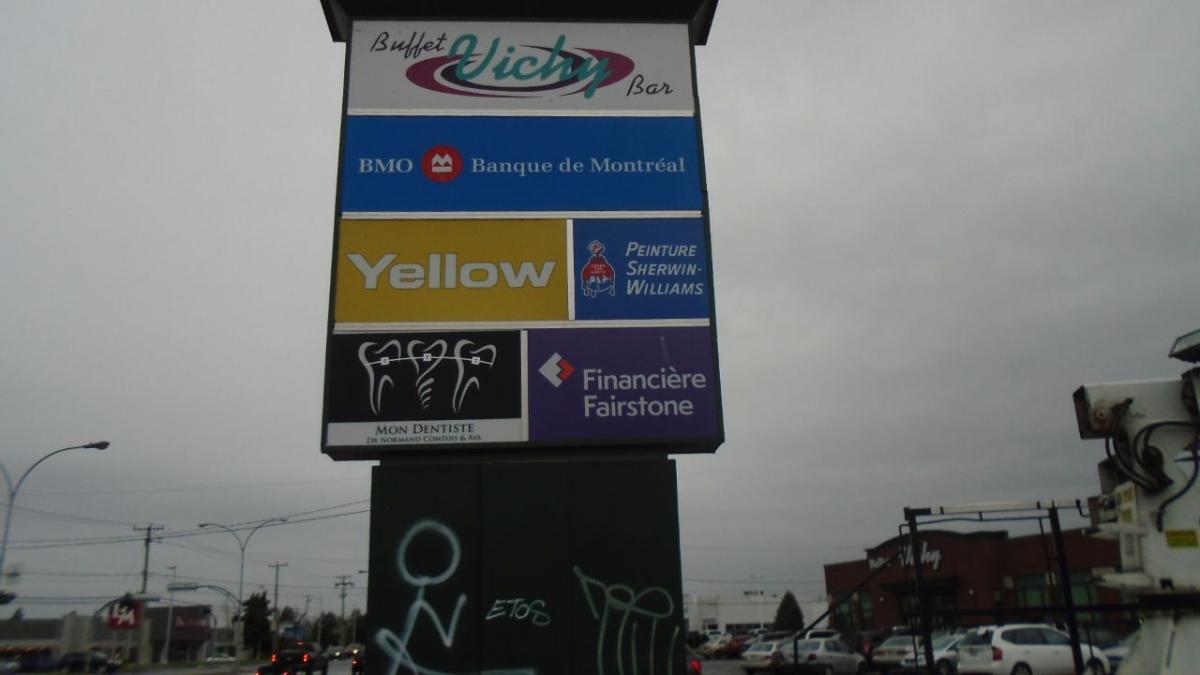 Buffet Vichy Bar
BMO Banque de Montréal
Yellow
PEINTURE
SHERWIN-
WILLIAMS
MON DENTISTE
DR NORMAND COMTOIS & ASS.
Financière
Fairstone
ETOS